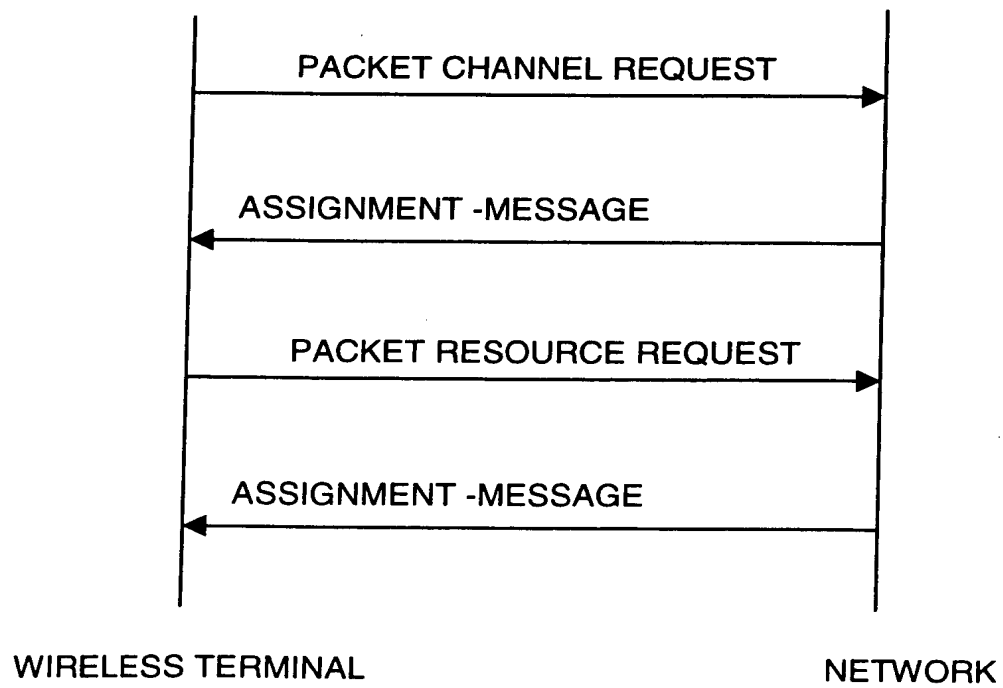 PACKET CHANNEL REQUEST
ASSIGNMENT -MESSAGE
PACKET RESOURCE REQUEST
ASSIGNMENT -MESSAGE
WIRELESS TERMINAL
NETWORK